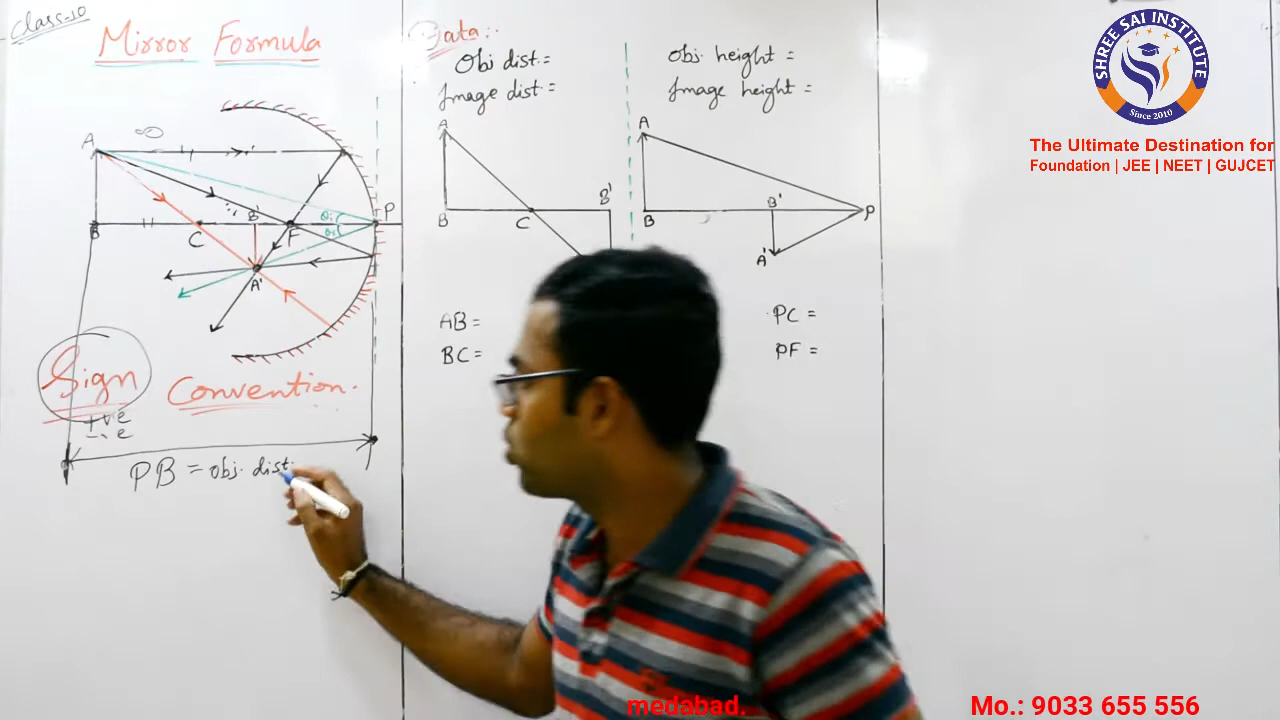 Class-10
Mirror Formula
Data:-
Obj dist =
Image dist =
Obj. height =
Image height =
A
B
C
B'
F
P
A'
θi
θr
∞
A
B
C
B'
A
B
B'
P
A'
AB =
BC =
PC =
PF =
Sign Convention.
+ve
-ve
PB = obj. dist.
SHREE SAI INSTITUTE
Since 2010
The Ultimate Destination for
Foundation | JEE | NEET | GUJCET
medabad.
Mo.: 9033 655 556